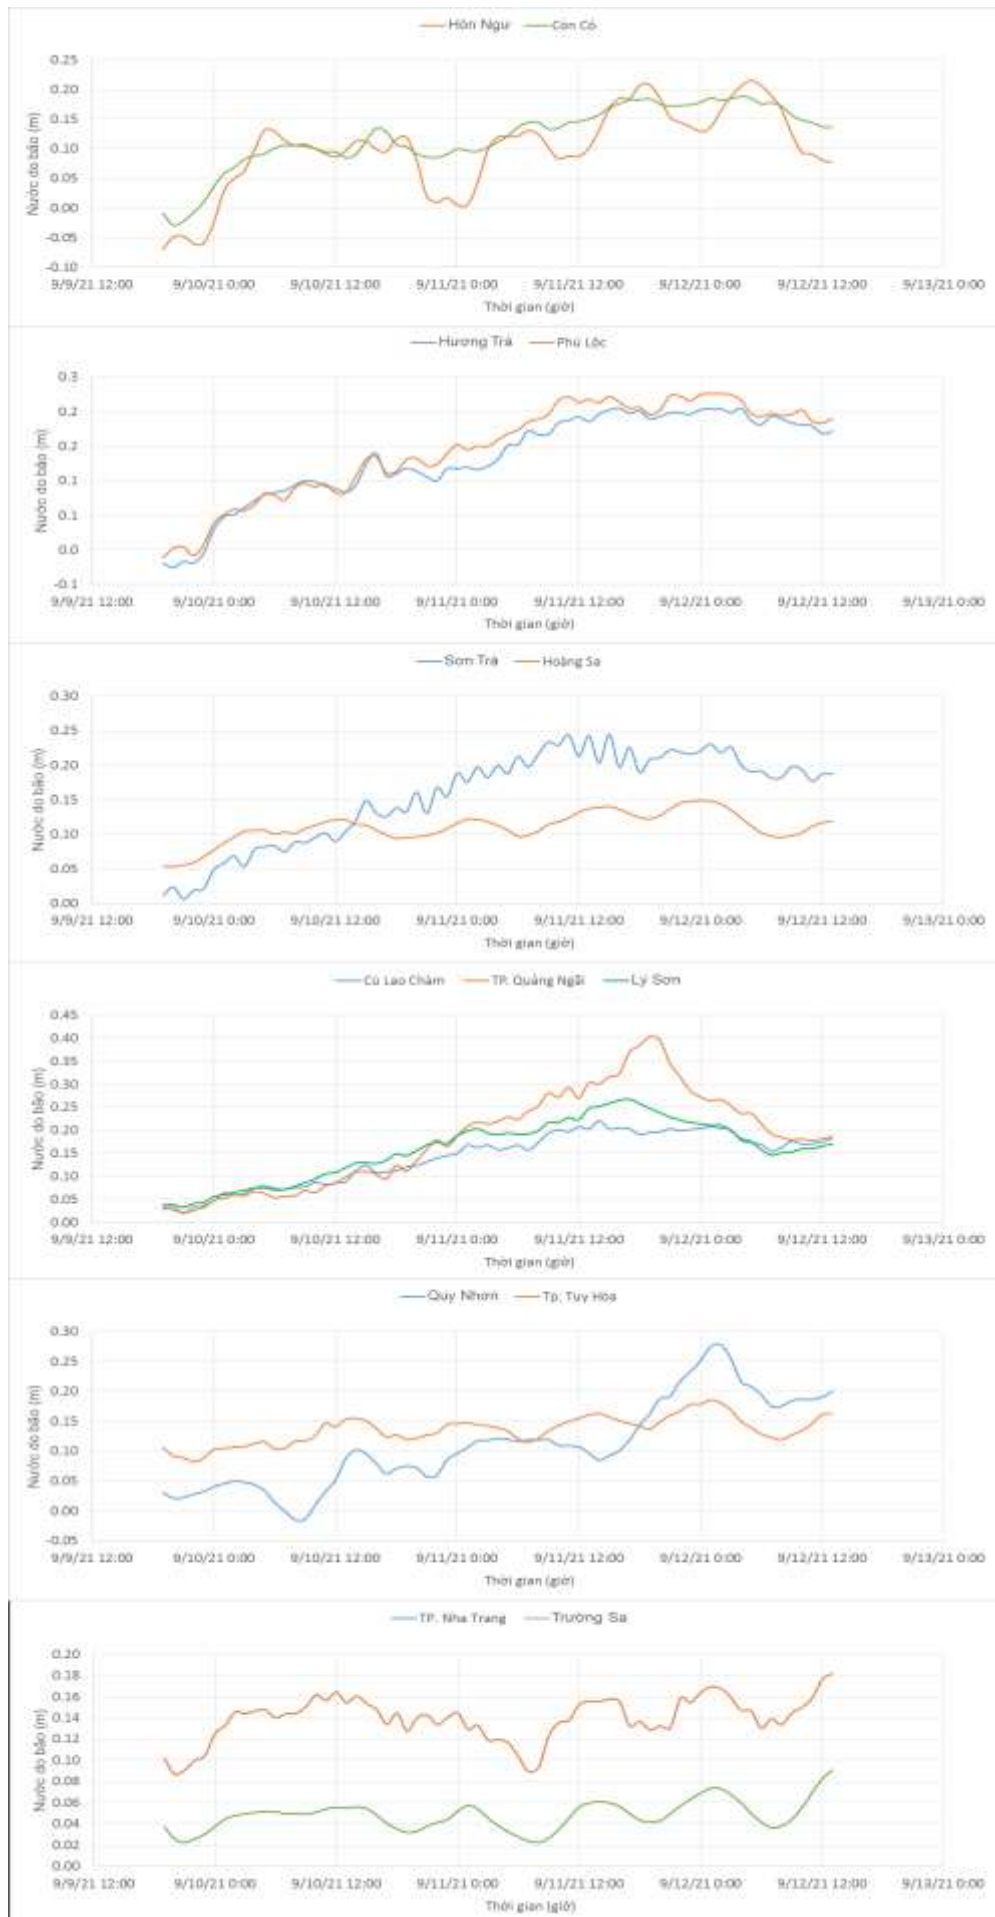 Hòn Ngư Cồn Cỏ
0.25
0.20
0.15
0.10
0.05
0.00
-0.05
-0.10
Nước do bão (m)
9/9/21 12:00 9/10/21 0:00 9/10/21 12:00 9/11/21 0:00 9/11/21 12:00 9/12/21 0:00 9/12/21 12:00 9/13/21 0:00
Thời gian (giờ)
Hương Trà Phú Lộc
0.3
0.2
0.2
0.1
0.1
0.0
-0.1
Nước do bão (m)
9/9/21 12:00 9/10/21 0:00 9/10/21 12:00 9/11/21 0:00 9/11/21 12:00 9/12/21 0:00 9/12/21 12:00 9/13/21 0:00
Thời gian (giờ)
Sơn Trà Hoàng Sa
0.30
0.25
0.20
0.15
0.10
0.05
0.00
Nước do bão (m)
9/9/21 12:00 9/10/21 0:00 9/10/21 12:00 9/11/21 0:00 9/11/21 12:00 9/12/21 0:00 9/12/21 12:00 9/13/21 0:00
Thời gian (giờ)
Cù Lao Chàm TP. Quảng Ngãi Lý Sơn
0.45
0.40
0.35
0.30
0.25
0.20
0.15
0.10
0.05
0.00
Nước do bão (m)
9/9/21 12:00 9/10/21 0:00 9/10/21 12:00 9/11/21 0:00 9/11/21 12:00 9/12/21 0:00 9/12/21 12:00 9/13/21 0:00
Thời gian (giờ)
Quy Nhơn Tp. Tuy Hòa
0.30
0.25
0.20
0.15
0.10
0.05
0.00
-0.05
Nước do bão (m)
9/9/21 12:00 9/10/21 0:00 9/10/21 12:00 9/11/21 0:00 9/11/21 12:00 9/12/21 0:00 9/12/21 12:00 9/13/21 0:00
Thời gian (giờ)
TP. Nha Trang Trường Sa
0.20
0.18
0.16
0.14
0.12
0.10
0.08
0.06
0.04
0.02
0.00
Nước do bão (m)
9/9/21 12:00 9/10/21 0:00 9/10/21 12:00 9/11/21 0:00 9/11/21 12:00 9/12/21 0:00 9/12/21 12:00 9/13/21 0:00
Thời gian (giờ)